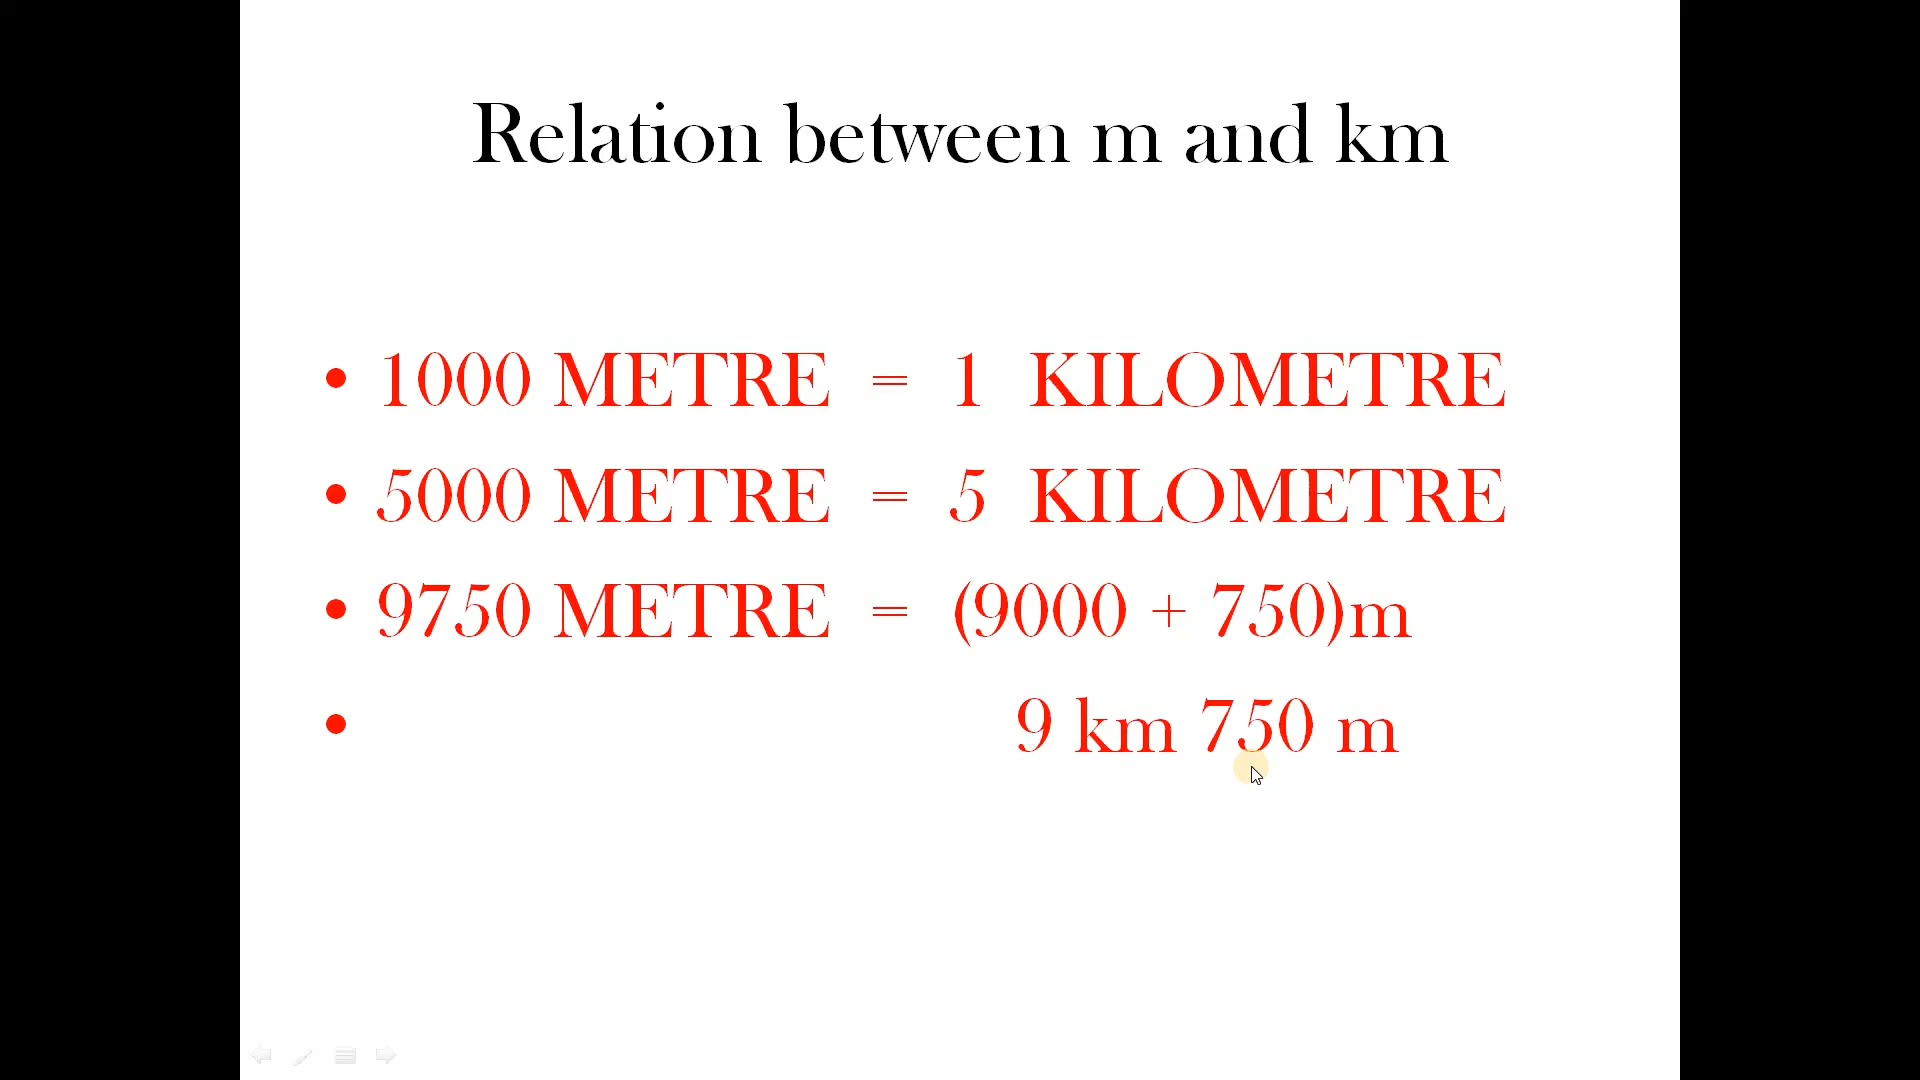 Relation between m and km
• 1000 METRE = 1 KILOMETRE
• 5000 METRE = 5 KILOMETRE
• 9750 METRE = (9000 + 750)m
• 9 km 750 m